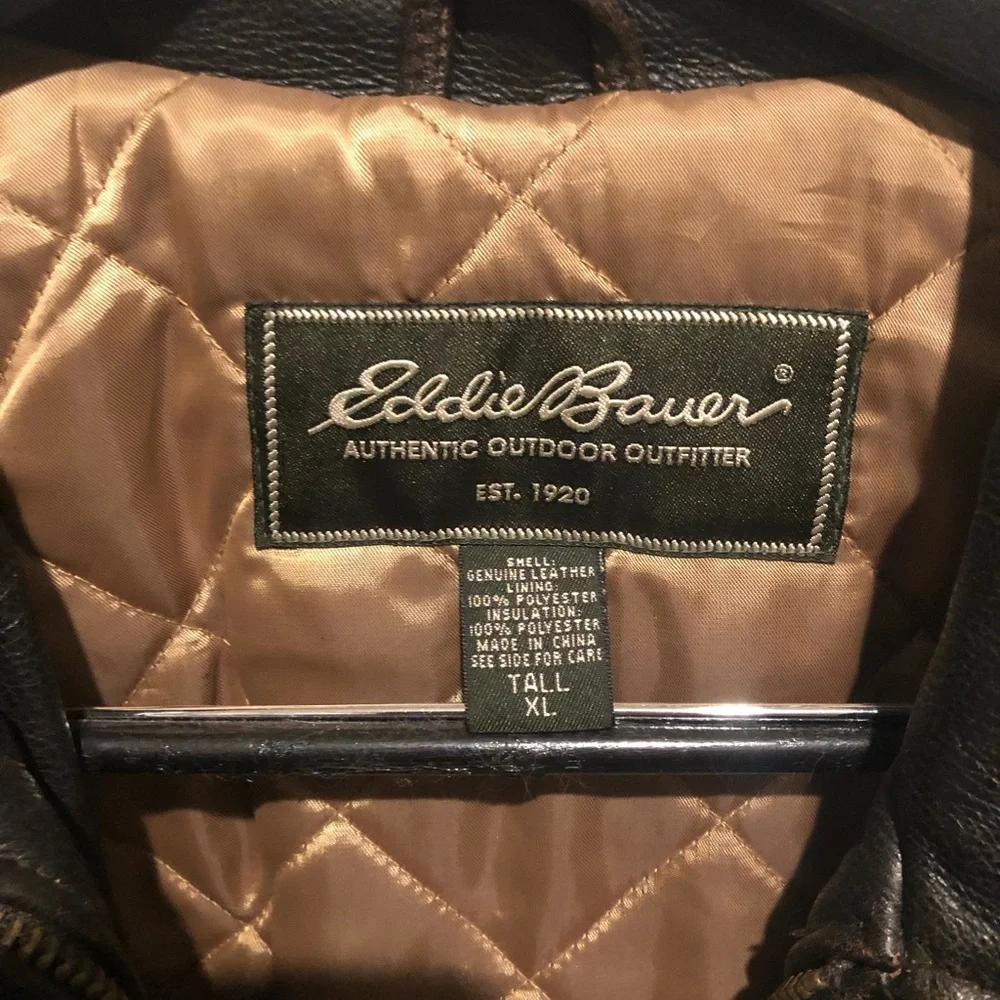 Eddie Bauer®
AUTHENTIC OUTDOOR OUTFITTER
EST. 1920
SHELL:
GENUINE LEATHER
LINING:
100% POLYESTER
INSULATION:
100% POLYESTER
MADE IN CHINA
SEE SIDE FOR CARE
TALL
XL